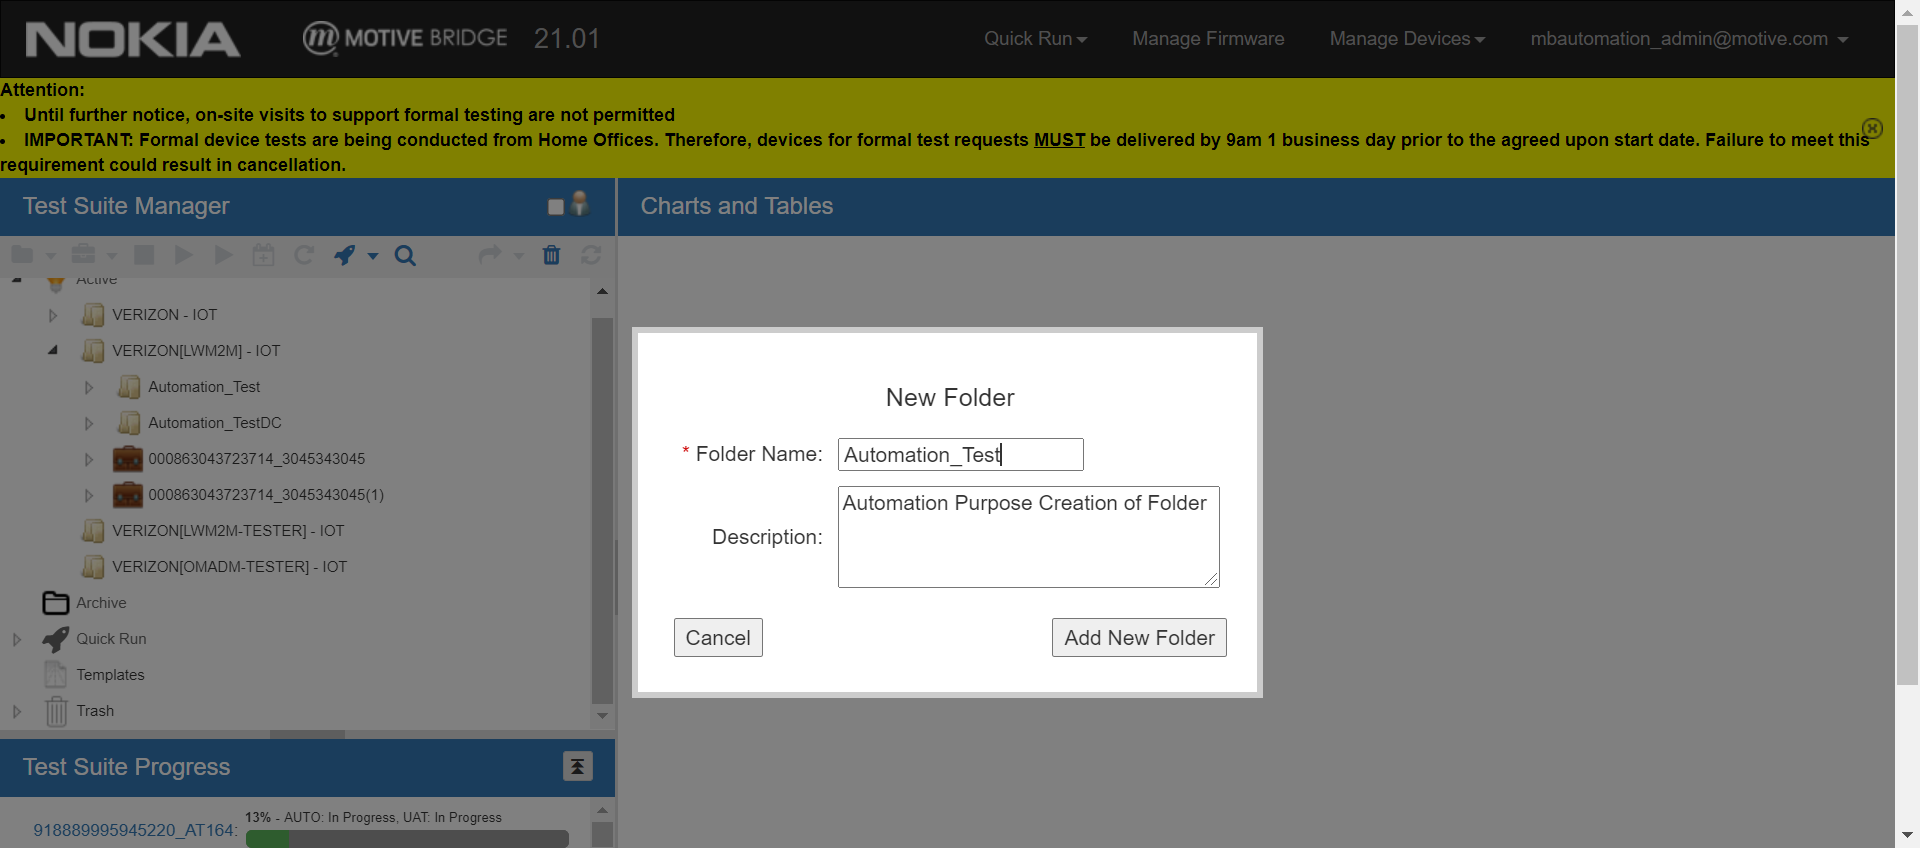 NOKIA MOTIVE BRIDGE 21.01 Quick Run Manage Firmware Manage Devices mbautomation_admin@motive.com
Attention:
• Until further notice, on-site visits to support formal testing are not permitted
• IMPORTANT: Formal device tests are being conducted from Home Offices. Therefore, devices for formal test requests MUST be delivered by 9am 1 business day prior to the agreed upon start date. Failure to meet this
requirement could result in cancellation.
Test Suite Manager
Charts and Tables
Active
VERIZON - IOT
VERIZON[LWM2M] - IOT
Automation_Test
Automation_TestDC
000863043723714_3045343045
000863043723714_3045343045(1)
VERIZON[LWM2M-TESTER] - IOT
VERIZON[OMADM-TESTER] - IOT
Archive
Quick Run
Templates
Trash
Test Suite Progress
13% - AUTO: In Progress, UAT: In Progress
918889995945220_AT164:
New Folder
* Folder Name: Automation_Test
Automation Purpose Creation of Folder
Description:
Cancel Add New Folder